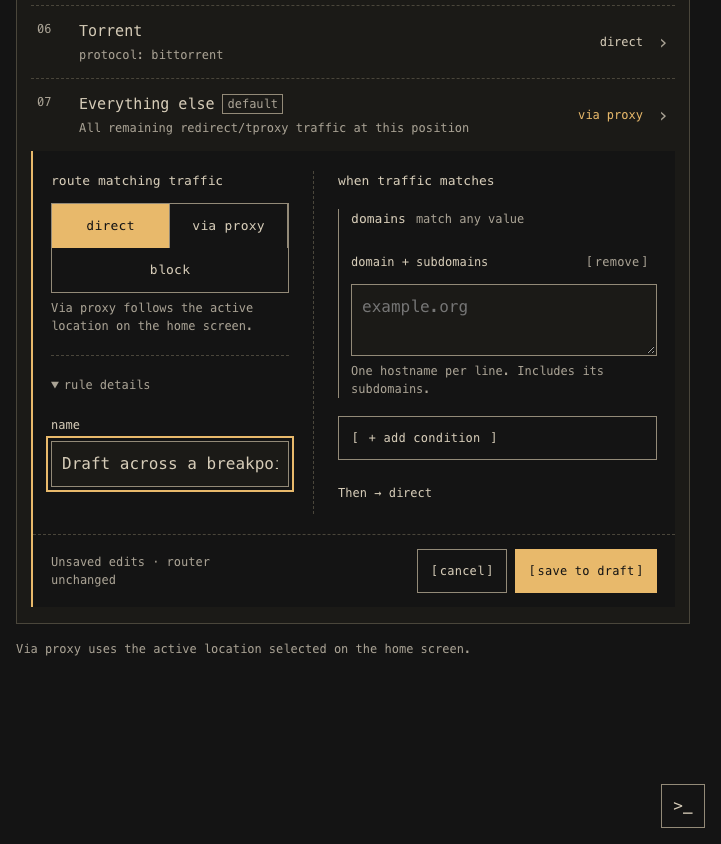 06
Torrent
protocol: bittorrent
direct >
07
Everything else default
All remaining redirect/tproxy traffic at this position
via proxy >
route matching traffic
direct
via proxy
block
Via proxy follows the active
location on the home screen.
▼ rule details
name
Draft across a breakpo
when traffic matches
domains match any value
domain + subdomains [remove]
example.org
One hostname per line. Includes its
subdomains.
[ + add condition ]
Then → direct
Unsaved edits · router
unchanged
[cancel]
[save to draft]
Via proxy uses the active location selected on the home screen.
>_